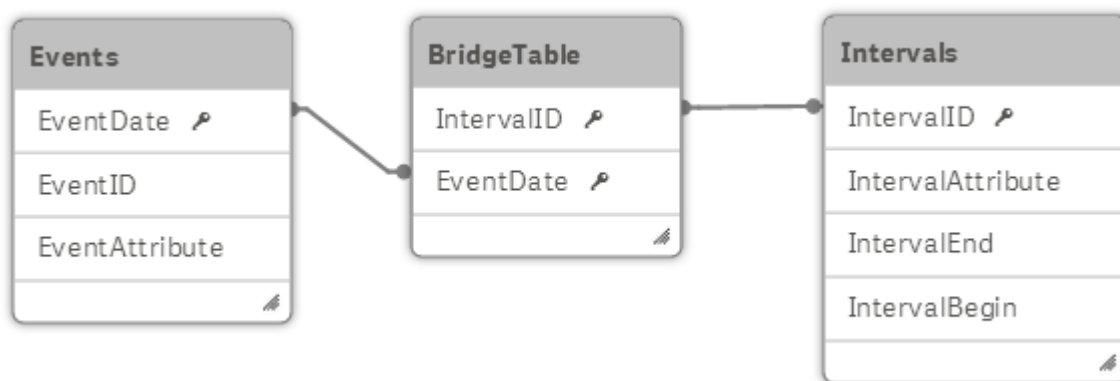 Events
EventDate
EventID
EventAttribute
BridgeTable
IntervalID
EventDate
Intervals
IntervalID
IntervalAttribute
IntervalEnd
IntervalBegin